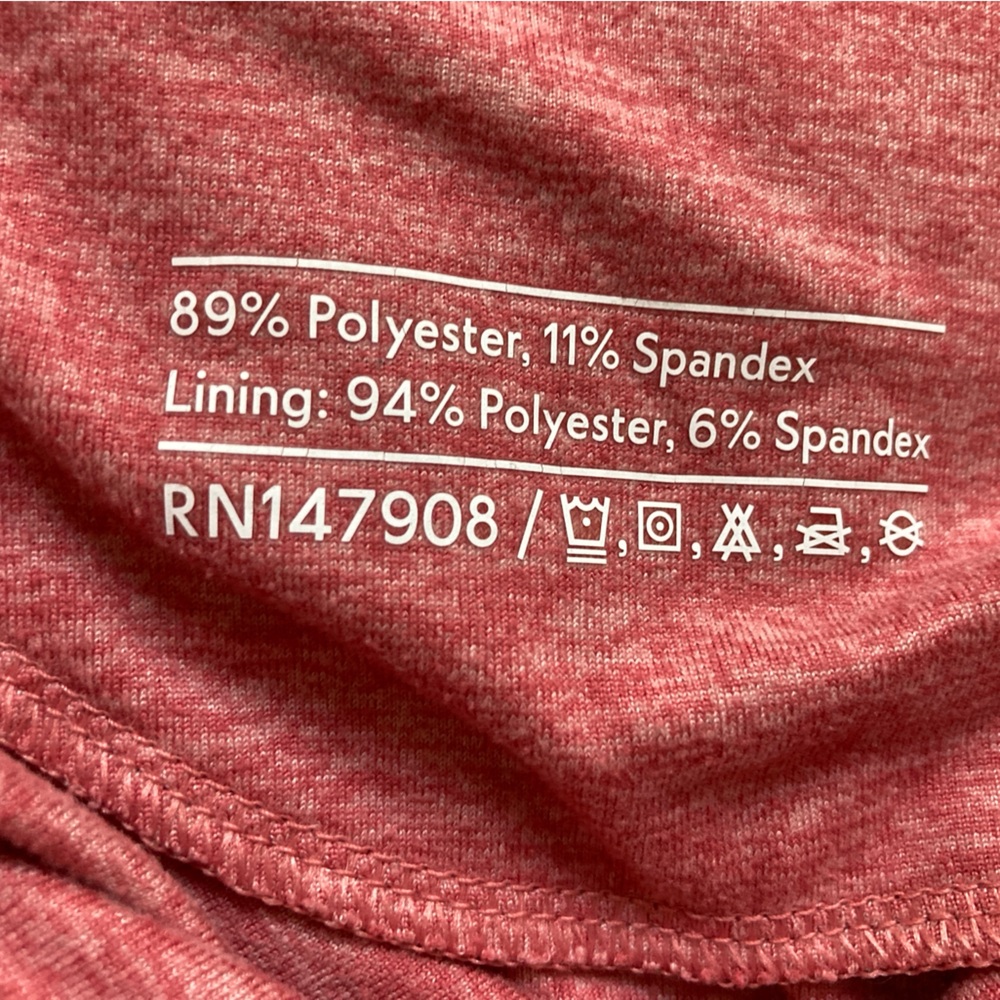 89% Polyester, 11% Spandex
Lining: 94% Polyester, 6% Spandex
RN147908 / , , , ,